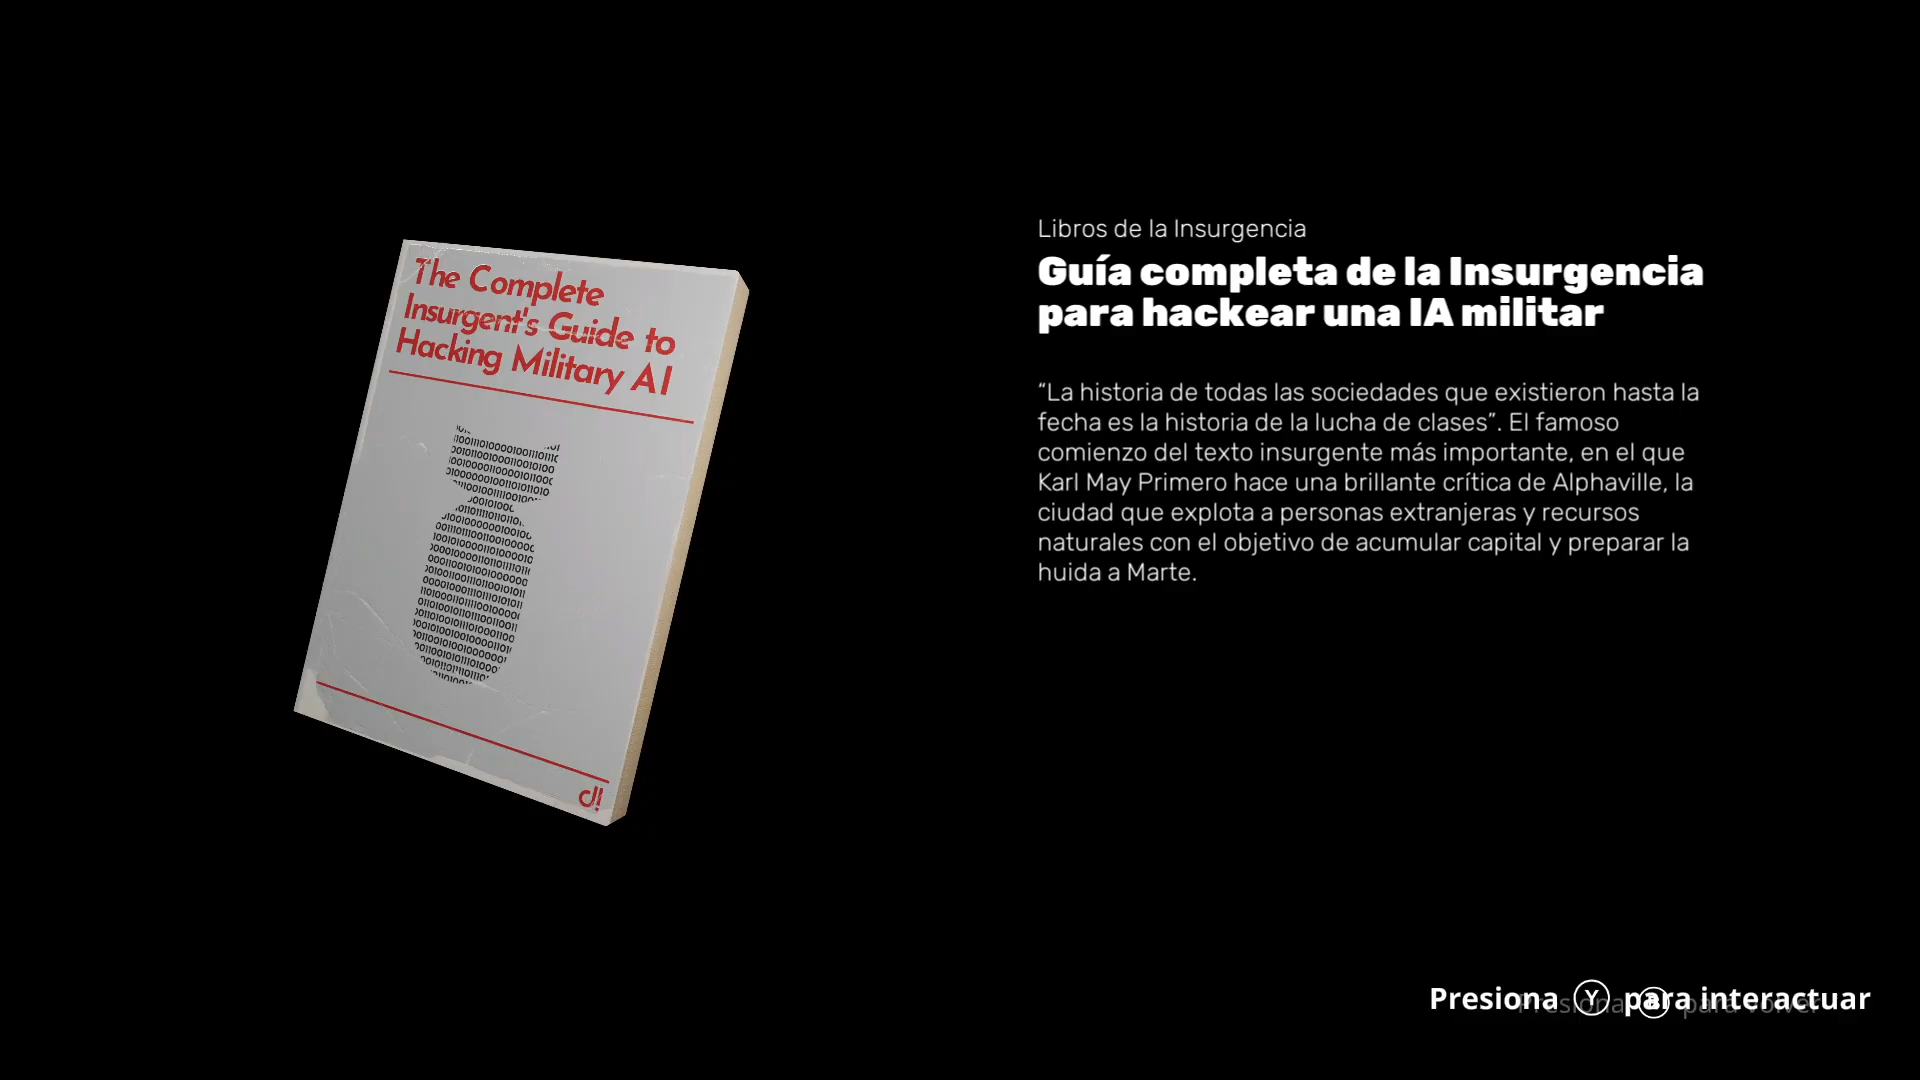 The Complete
Insurgent's Guide to
Hacking Military AI
d!
Libros de la Insurgencia
Guía completa de la Insurgencia
para hackear una IA militar
“La historia de todas las sociedades que existieron hasta la
fecha es la historia de la lucha de clases”. El famoso
comienzo del texto insurgente más importante, en el que
Karl May Primero hace una brillante crítica de Alphaville, la
ciudad que explota a personas extranjeras y recursos
naturales con el objetivo de acumular capital y preparar la
huida a Marte.
Presiona Y para interactuar
Presiona B para volver